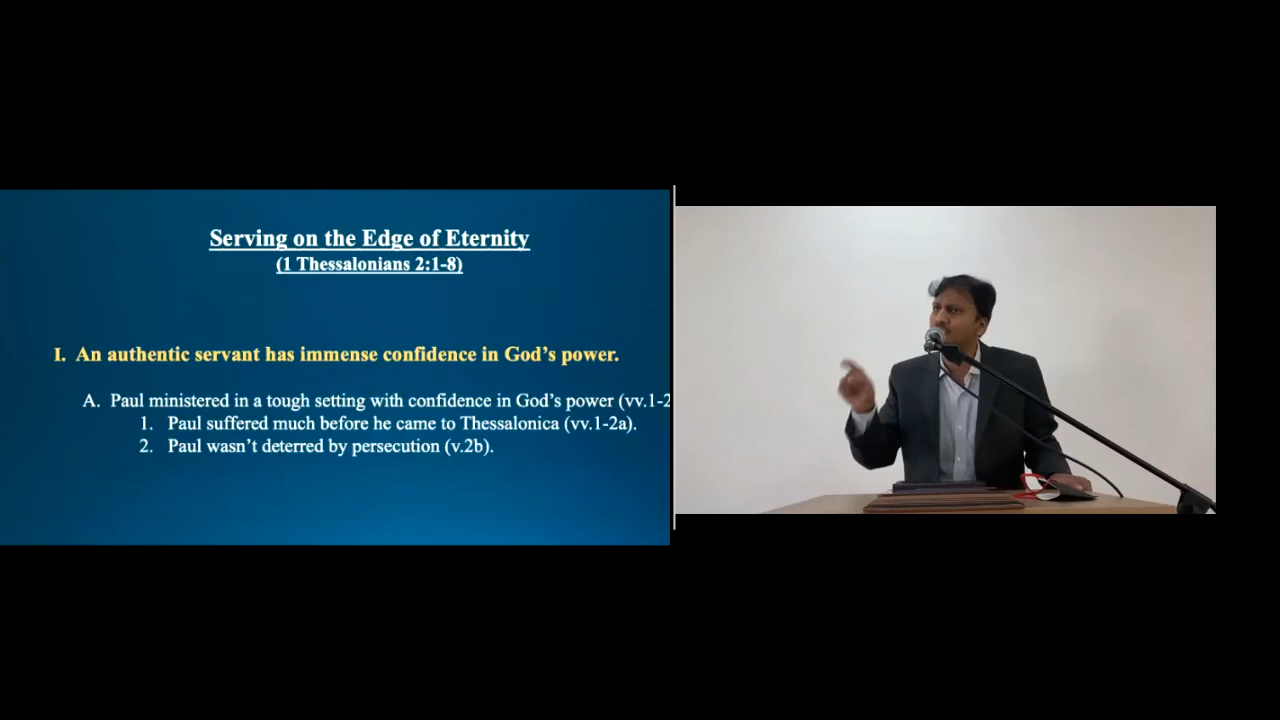 Serving on the Edge of Eternity
(1 Thessalonians 2:1-8)
I. An authentic servant has immense confidence in God’s power.
A. Paul ministered in a tough setting with confidence in God’s power (vv.1-2
1. Paul suffered much before he came to Thessalonica (vv.1-2a).
2. Paul wasn’t deterred by persecution (v.2b).